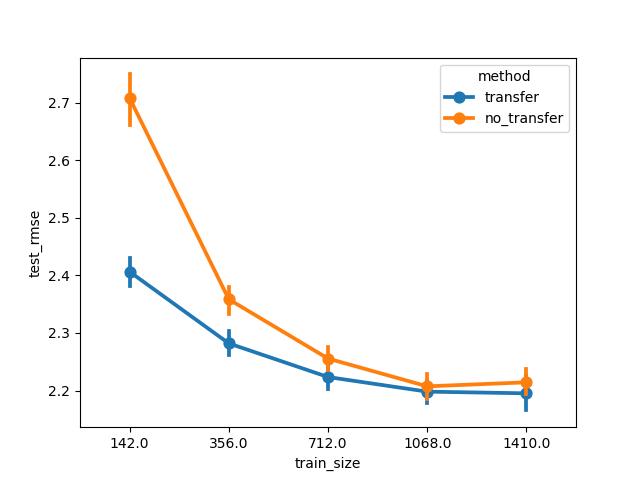 method
transfer
no_transfer
2.7
2.6
2.5
2.4
2.3
2.2
test_rmse
142.0 356.0 712.0 1068.0 1410.0
train_size